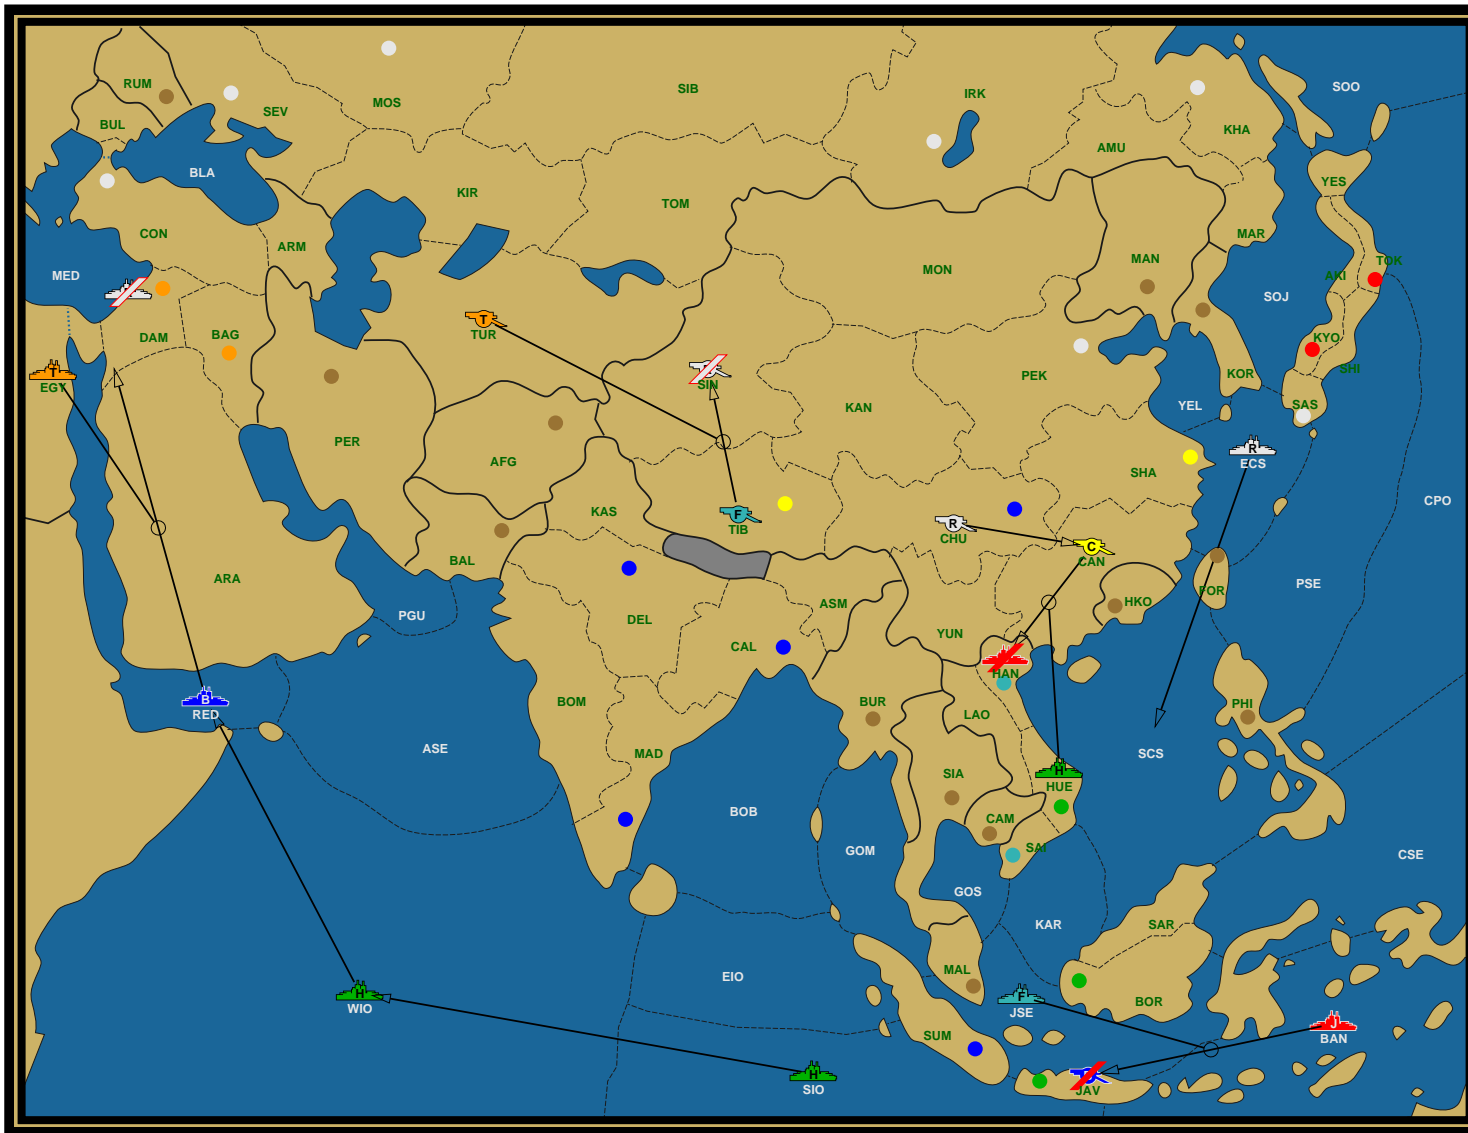 SOO
RUM
SIB
IRK
MOS
SEV
BUL
KHA
AMU
BLA
YES
KIR
TOM
CON
MAR
ARM
MAN
TOK
MON
MED
AKI
SOJ
T
TUR
DAM
BAG
KYO
SHI
T
EGY
PEK
KOR
SIN
SAS
YEL
KAN
PER
R
ECS
AFG
SHA
CPO
KAS
F
TIB
R
CHU
C
CAN
BAL
ARA
PSE
FOR
HKO
ASM
PGU
DEL
YUN
CAL
HAN
B
RED
BOM
BUR
PHI
LAO
ASE
MAD
SCS
SIA
H
HUE
BOB
CAM
SAI
GOM
CSE
GOS
KAR
SAR
EIO
MAL
H
WIO
F
JSE
BOR
J
BAN
SUM
H
SIO
JAV